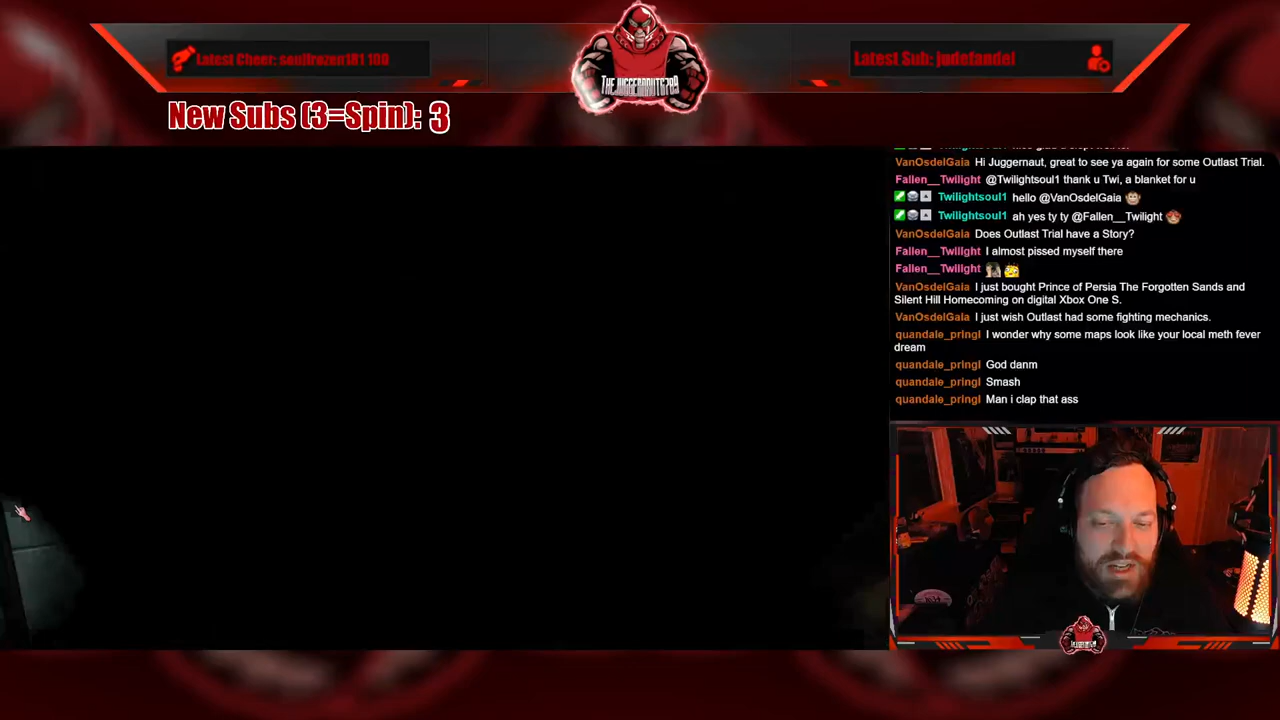 Latest Cheer: soulfrozen181 100
THEJUGGERNAUT6789
Latest Sub: judefandel
New Subs (3=Spin): 3
VanOsdelGaia Hi Juggernaut, great to see ya again for some Outlast Trial.
Fallen__Twilight @Twilightsoul1 thank u Twi, a blanket for u
Twilightsoul1 hello @VanOsdelGaia
Twilightsoul1 ah yes ty ty @Fallen__Twilight
VanOsdelGaia Does Outlast Trial have a Story?
Fallen__Twilight I almost pissed myself there
Fallen__Twilight
VanOsdelGaia I just bought Prince of Persia The Forgotten Sands and
Silent Hill Homecoming on digital Xbox One S.
VanOsdelGaia I just wish Outlast had some fighting mechanics.
quandale_pringl I wonder why some maps look like your local meth fever
dream
quandale_pringl God danm
quandale_pringl Smash
quandale_pringl Man i clap that ass